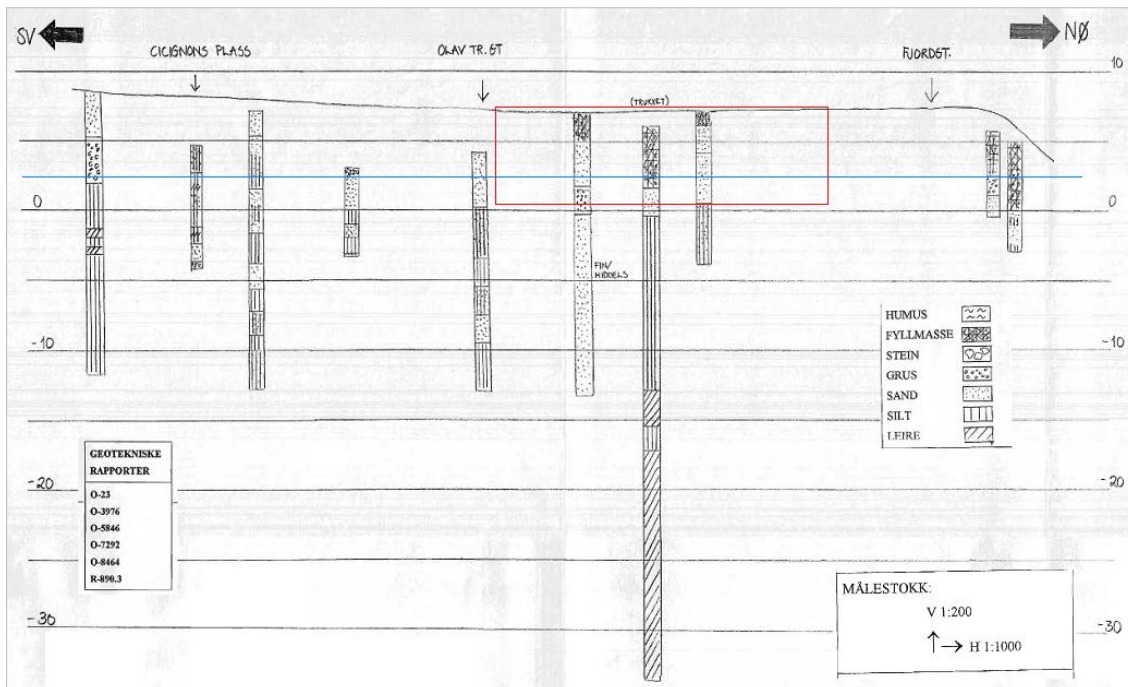 SV
NØ
CICIGNONS PLASS
OLAV TR. GT
FJORDGT.
(TRUKKET)
10
10
0
0
FIN/
MIDDELS
HUMUS
FYLLMASSE
STEIN
GRUS
SAND
SILT
LEIRE
-10
-10
GEOTEKNISKE
RAPPORTER
O-23
O-3976
O-5846
O-7292
O-8464
R-890.3
-20
-20
MÅLESTOKK:
V 1:200
H 1:1000
-30
-30